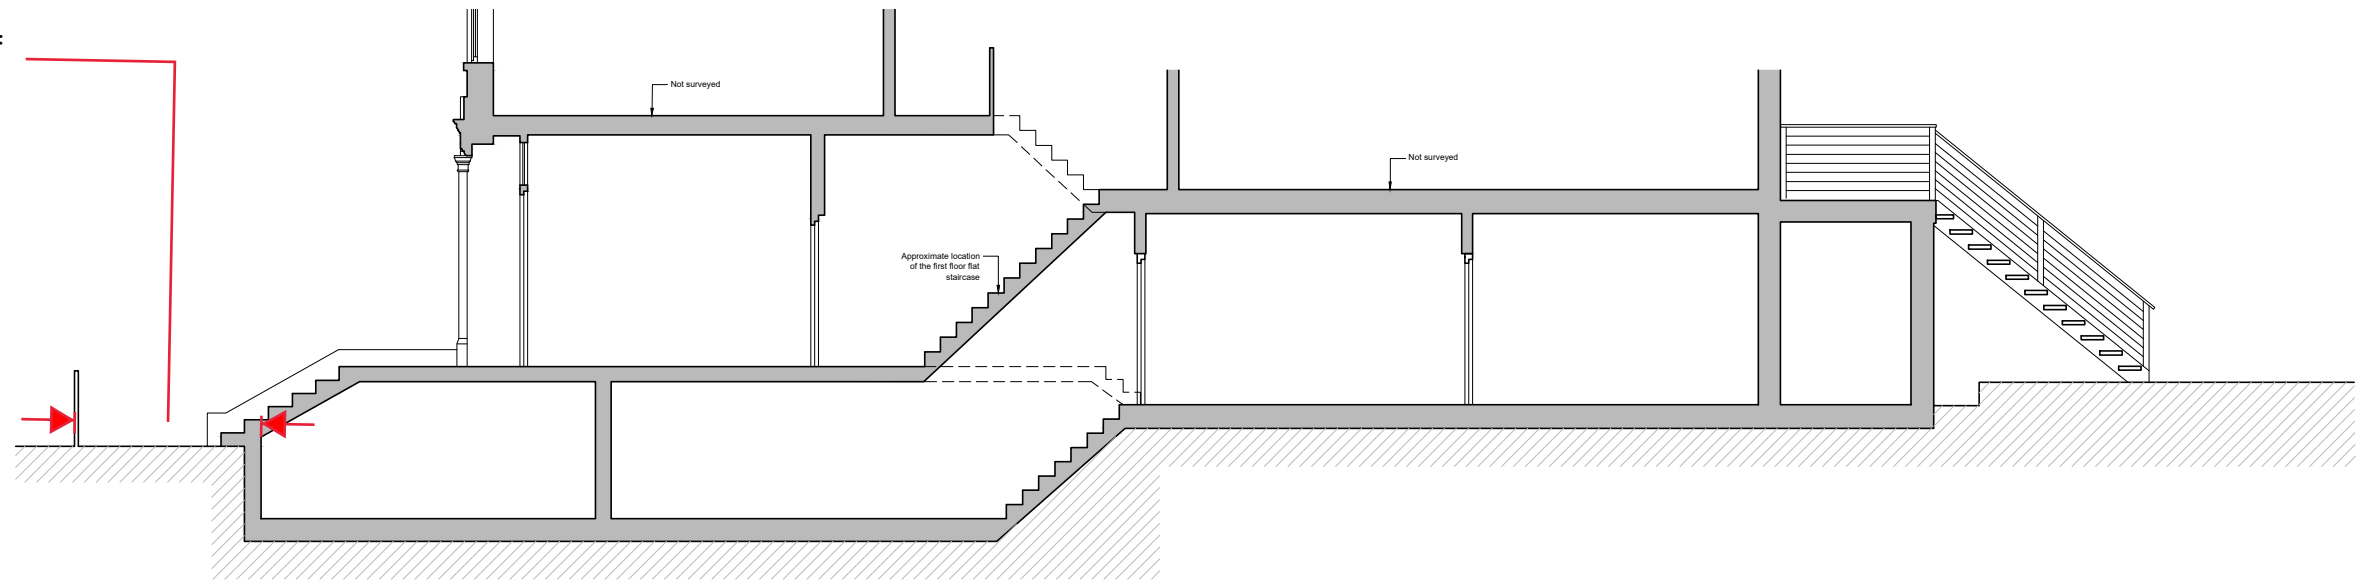 :
Not surveyed
Not surveyed
Approximate location
of the first floor flat
staircase